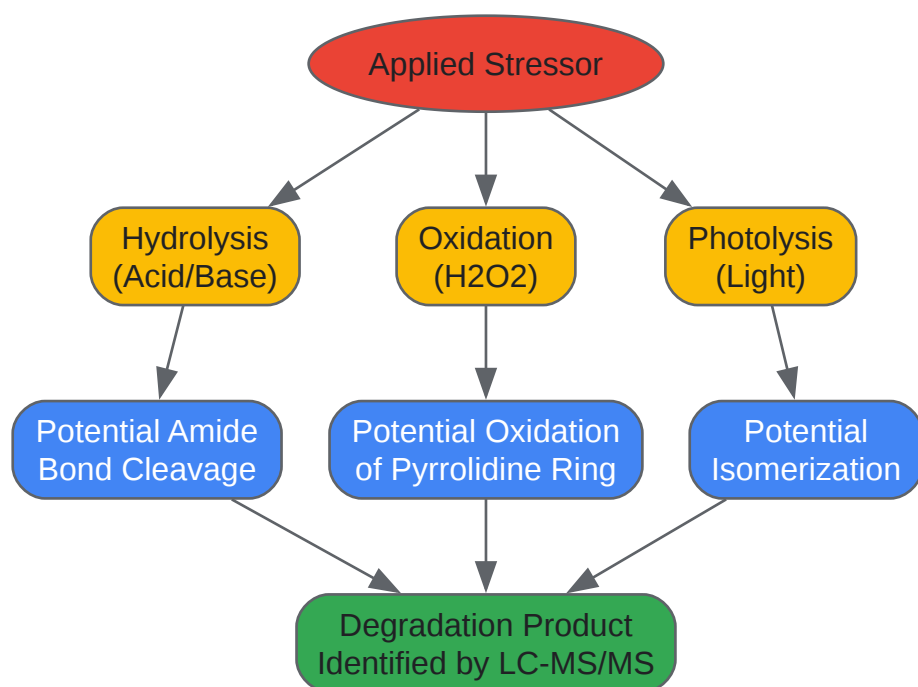 Applied Stressor
Hydrolysis
(Acid/Base)
Oxidation
(H2O2)
Photolysis
(Light)
Potential Amide
Bond Cleavage
Potential Oxidation
of Pyrrolidine Ring
Potential
Isomerization
Degradation Product
Identified by LC-MS/MS